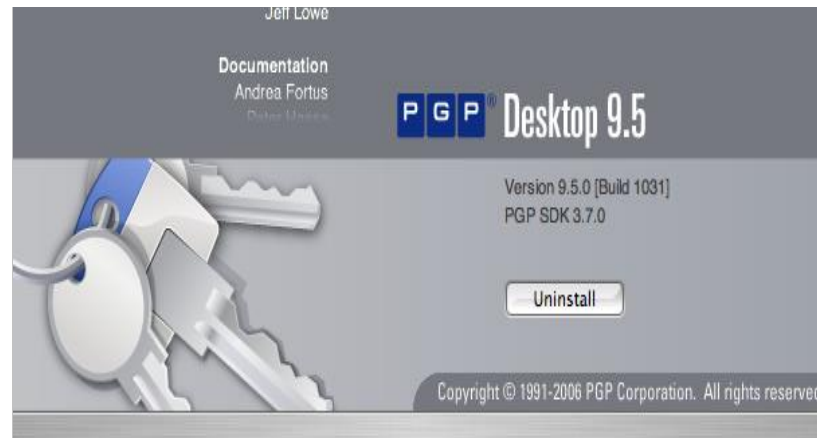 Jeff Lowe
Documentation
Andrea Fortus
PGP® Desktop 9.5
Version 9.5.0 [Build 1031]
PGP SDK 3.7.0
Uninstall
Copyright © 1991-2006 PGP Corporation. All rights reserved